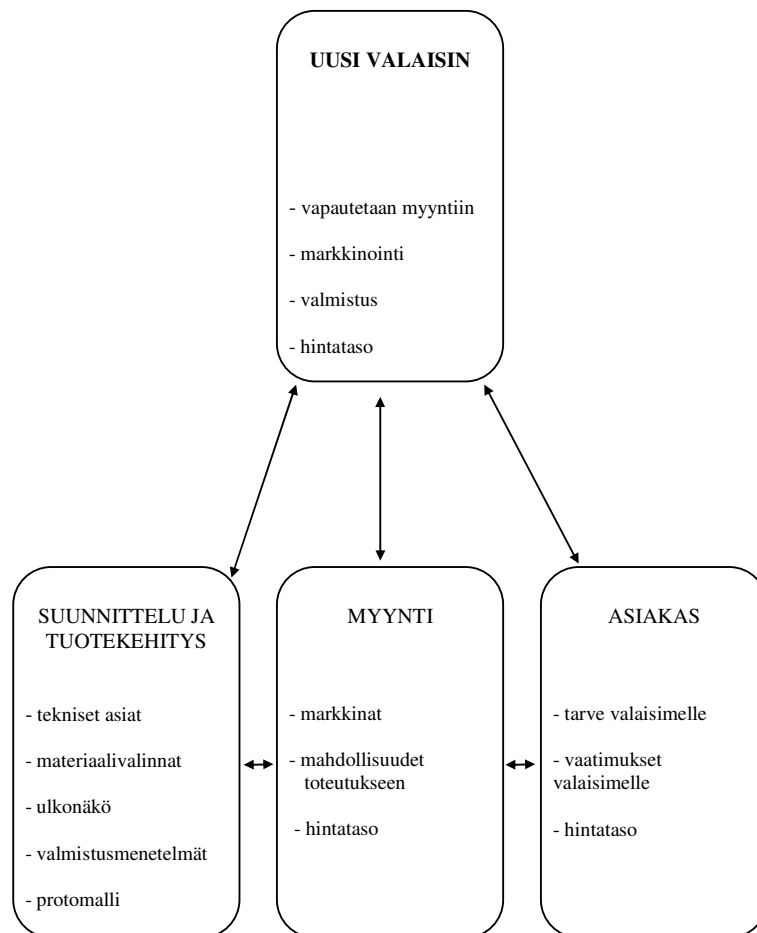 UUSI VALAISIN
- vapautetaan myyntiin
- markkinointi
- valmistus
- hintataso
SUUNNITTELU JA
TUOTEKEHITYS
- tekniset asiat
- materiaalivalinnat
- ulkonäkö
- valmistusmenetelmät
- protomalli
MYYNTI
- markkinat
- mahdollisuudet
toteutukseen
- hintataso
ASIAKAS
- tarve valaisimelle
- vaatimukset
valaisimelle
- hintataso